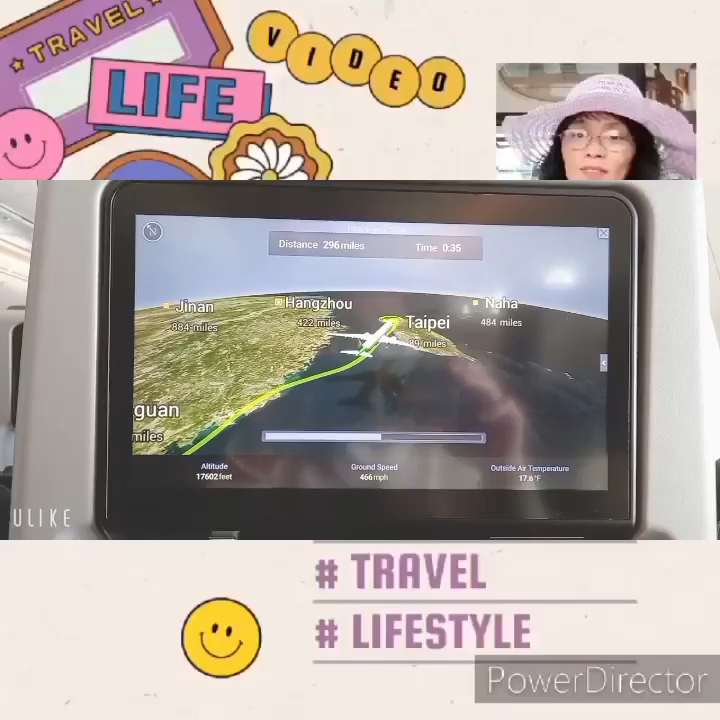 TRAVEL
LIFE
VIDEO
N
Distance 296 miles
Time 0:35
Jinan
884 miles
Hangzhou
422 miles
Naha
484 miles
Taipei
miles
guan
miles
Altitude
17602 feet
Ground Speed
466 mph
Outside Air Temperature
17.6°F
ULIKE
# TRAVEL
# LIFESTYLE
PowerDirector